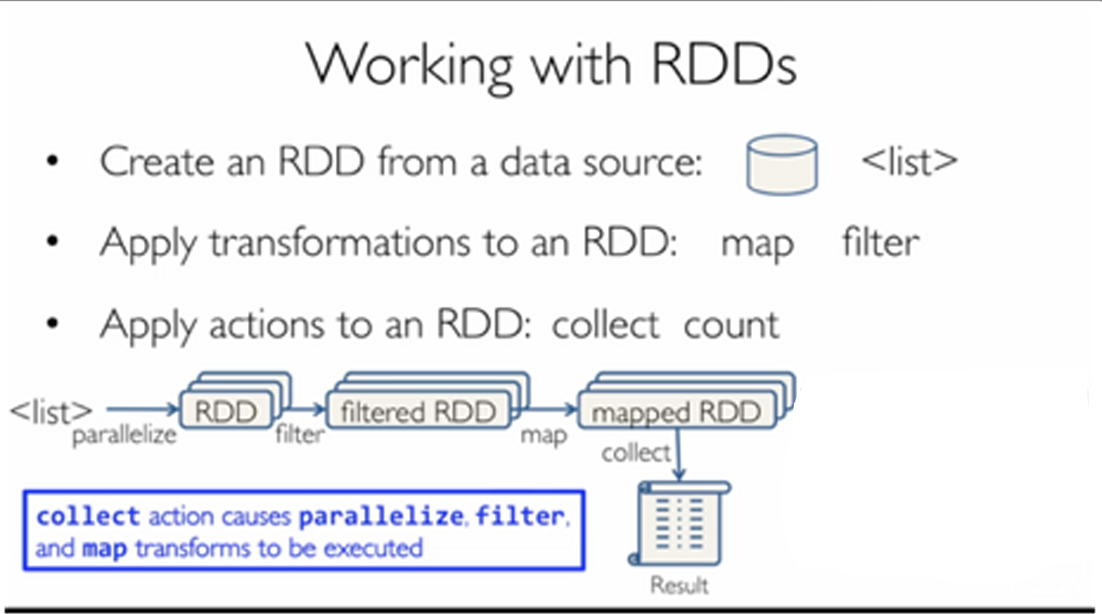 Working with RDDs
• Create an RDD from a data source: <list>
• Apply transformations to an RDD: map filter
• Apply actions to an RDD: collect count
<list> RDD filtered RDD mapped RDD
parallelize filter map
collect
collect action causes parallelize, filter,
and map transforms to be executed
Result